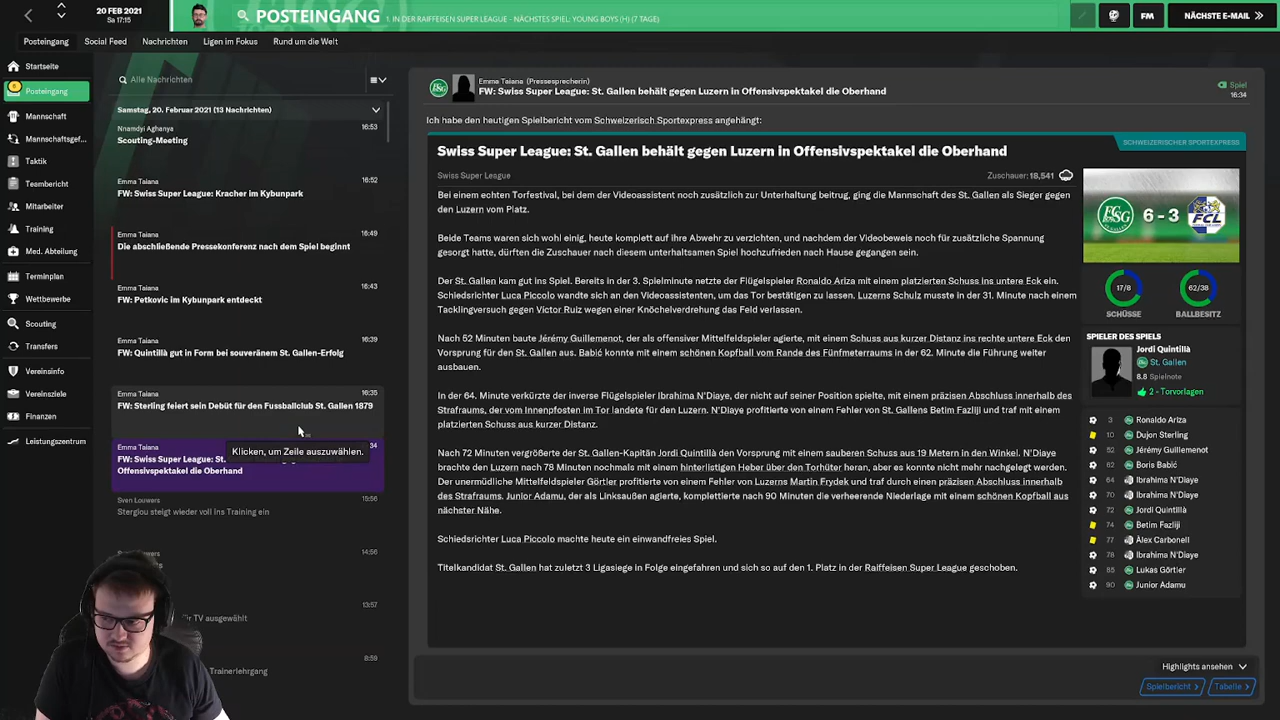 20 FEB 2021
Sa 17:15
POSTEINGANG
1. IN DER RAIFFEISEN SUPER LEAGUE - NÄCHSTES SPIEL: YOUNG BOYS (H) (7 TAGE)
FM
NÄCHSTE E-MAIL
Posteingang
Social Feed
Nachrichten
Ligen im Fokus
Rund um die Welt
Startseite
Posteingang
Mannschaft
Mannschaftsgef...
Taktik
Teambericht
Mitarbeiter
Training
Med. Abteilung
Terminplan
Wettbewerbe
Scouting
Transfers
Vereinsinfo
Vereinsziele
Finanzen
Leistungszentrum
Alle Nachrichten
Samstag, 20. Februar 2021 (13 Nachrichten)
Nnamdyi Aghanya 16:53
Scouting-Meeting
Emma Taiana 16:52
FW: Swiss Super League: Kracher im Kybunpark
Emma Taiana 16:49
Die abschließende Pressekonferenz nach dem Spiel beginnt
Emma Taiana 16:43
FW: Petkovic im Kybunpark entdeckt
Emma Taiana 16:39
FW: Quintillà gut in Form bei souveränem St. Gallen-Erfolg
Emma Taiana 16:35
FW: Sterling feiert sein Debüt für den Fussballclub St. Gallen 1879
Emma Taiana 34
FW: Swiss Super League: St.
Offensivspektakel die Oberhand
Klicken, um Zeile auszuwählen.
Sven Louwers 15:56
Stergiou steigt wieder voll ins Training ein
14:56
13:57
für TV ausgewählt
8:59
Trainerlehrgang
Emma Taiana (Pressesprecherin)
FW: Swiss Super League: St. Gallen behält gegen Luzern in Offensivspektakel die Oberhand
Spiel
16:34
Ich habe den heutigen Spielbericht vom Schweizerisch Sportexpress angehängt:
SCHWEIZERISCHER SPORTEXPRESS
Swiss Super League: St. Gallen behält gegen Luzern in Offensivspektakel die Oberhand
Swiss Super League
Zuschauer: 18,541
Bei einem echten Torfestival, bei dem der Videoassistent noch zusätzlich zur Unterhaltung beitrug, ging die Mannschaft des St. Gallen als Sieger gegen
den Luzern vom Platz.
Beide Teams waren sich wohl einig, heute komplett auf ihre Abwehr zu verzichten, und nachdem der Videobeweis noch für zusätzliche Spannung
gesorgt hatte, dürften die Zuschauer nach diesem unterhaltsamen Spiel hochzufrieden nach Hause gegangen sein.
Der St. Gallen kam gut ins Spiel. Bereits in der 3. Spielminute netzte der Flügelspieler Ronaldo Ariza mit einem platzierten Schuss ins untere Eck ein.
Schiedsrichter Luca Piccolo wandte sich an den Videoassistenten, um das Tor bestätigen zu lassen. Luzerns Schulz musste in der 31. Minute nach einem
Tacklingversuch gegen Víctor Ruiz wegen einer Knöchelverdrehung das Feld verlassen.
Nach 52 Minuten baute Jérémy Guillemenot, der als offensiver Mittelfeldspieler agierte, mit einem Schuss aus kurzer Distanz ins rechte untere Eck den
Vorsprung für den St. Gallen aus. Babić konnte mit einem schönen Kopfball vom Rande des Fünfmeterraums in der 62. Minute die Führung weiter
ausbauen.
In der 64. Minute verkürzte der inverse Flügelspieler Ibrahima N'Diaye, der nicht auf seiner Position spielte, mit einem präzisen Abschluss innerhalb des
Strafraums, der vom Innenpfosten im Tor landete für den Luzern. N'Diaye profitierte von einem Fehler von St. Gallens Betim Fazliji und traf mit einem
platzierten Schuss aus kurzer Distanz.
Nach 72 Minuten vergrößerte der St. Gallen-Kapitän Jordi Quintillà den Vorsprung mit einem sauberen Schuss aus 19 Metern in den Winkel. N'Diaye
brachte den Luzern nach 78 Minuten nochmals mit einem hinterlistigen Heber über den Torhüter heran, aber es konnte nicht mehr nachgelegt werden.
Der unermüdliche Mittelfeldspieler Görtler profitierte von einem Fehler von Luzerns Martin Frydek und traf durch einen präzisen Abschluss innerhalb
des Strafraums. Junior Adamu, der als Linksaußen agierte, komplettierte nach 90 Minuten die verheerende Niederlage mit einem schönen Kopfball aus
nächster Nähe.
Schiedsrichter Luca Piccolo machte heute ein einwandfreies Spiel.
Titelkandidat St. Gallen hat zuletzt 3 Ligasiege in Folge eingefahren und sich so auf den 1. Platz in der Raiffeisen Super League geschoben.
FCSG
6 - 3
FCL
17/8
SCHÜSSE
62/38
BALLBESITZ
SPIELER DES SPIELS
Jordi Quintillà
St. Gallen
8.8 Spielnote
2 - Torvorlagen
3 Ronaldo Ariza
10 Dujon Sterling
52 Jérémy Guillemenot
62 Boris Babić
64 Ibrahima N'Diaye
70 Ibrahima N'Diaye
72 Jordi Quintillà
74 Betim Fazliji
77 Àlex Carbonell
78 Ibrahima N'Diaye
85 Lukas Görtler
90 Junior Adamu
Highlights ansehen
Spielbericht
Tabelle